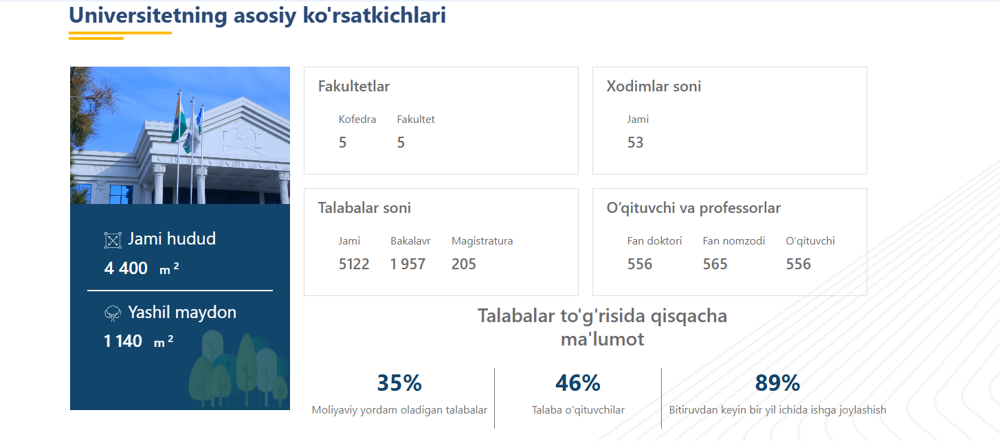 Universitetning asosiy ko'rsatkichlari
Jami hudud
4 400 m ²
Yashil maydon
1 140 m ²
Fakultetlar
Kofedra Fakultet
5 5
Xodimlar soni
Jami
53
Talabalar soni
Jami Bakalavr Magistratura
5122 1 957 205
O‘qituvchi va professorlar
Fan doktori Fan nomzodi O‘qituvchi
556 565 556
Talabalar to'g'risida qisqacha
ma'lumot
35% 46% 89%
Moliyaviy yordam oladigan talabalar Talaba o‘qituvchilar Bitiruvdan keyin bir yil ichida ishga joylashish